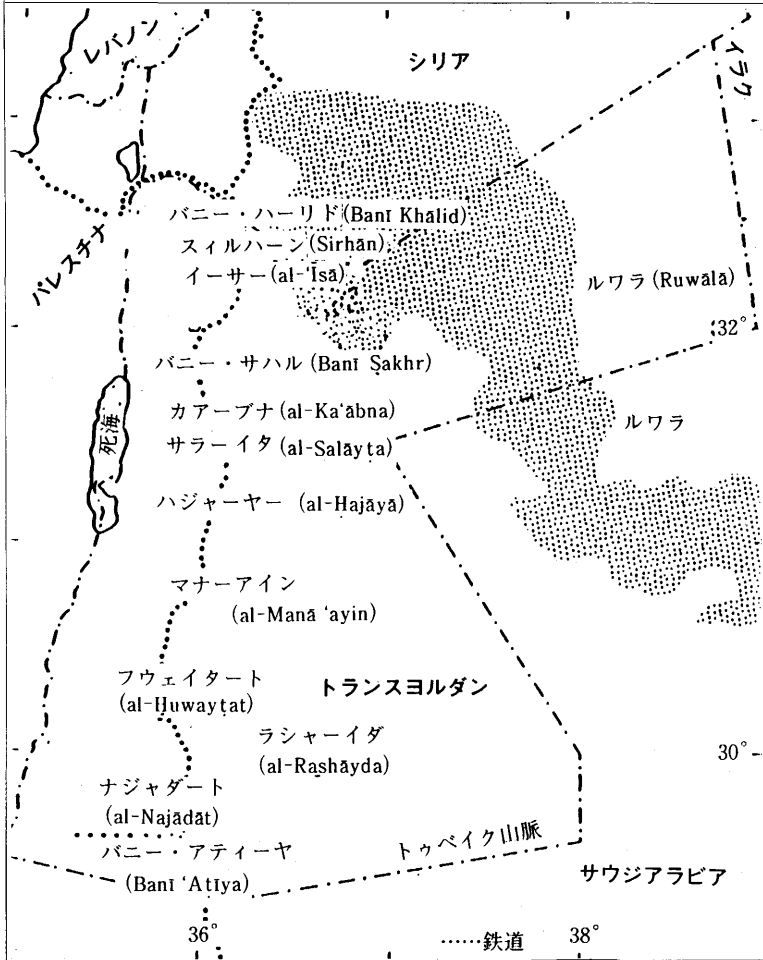 レバノン
シリア
イラク
パレスチナ
バニー・ハーリド(Banī Khālid)
スィルハーン(Sirhān)
イーサー(al-'Īsā)
ルワラ(Ruwālā)
32°
バニー・サハル(Banī Ṣakhr)
カアーブナ(al-Ka'ābna)
サラーイタ(al-Salāyta)
ルワラ
死海
ハジャーヤー (al-Hajāyā)
マナーアイン
(al-Manā 'ayin)
フウェイタート
(al-Ḥuwayṭat)
トランスヨルダン
ラシャーイダ
(al-Rashāyda)
30°
ナジャダート
(al-Najādāt)
バニー・アティーヤ
(Banī 'Atīya)
トゥベイク山脈
サウジアラビア
36°
……鉄道
38°